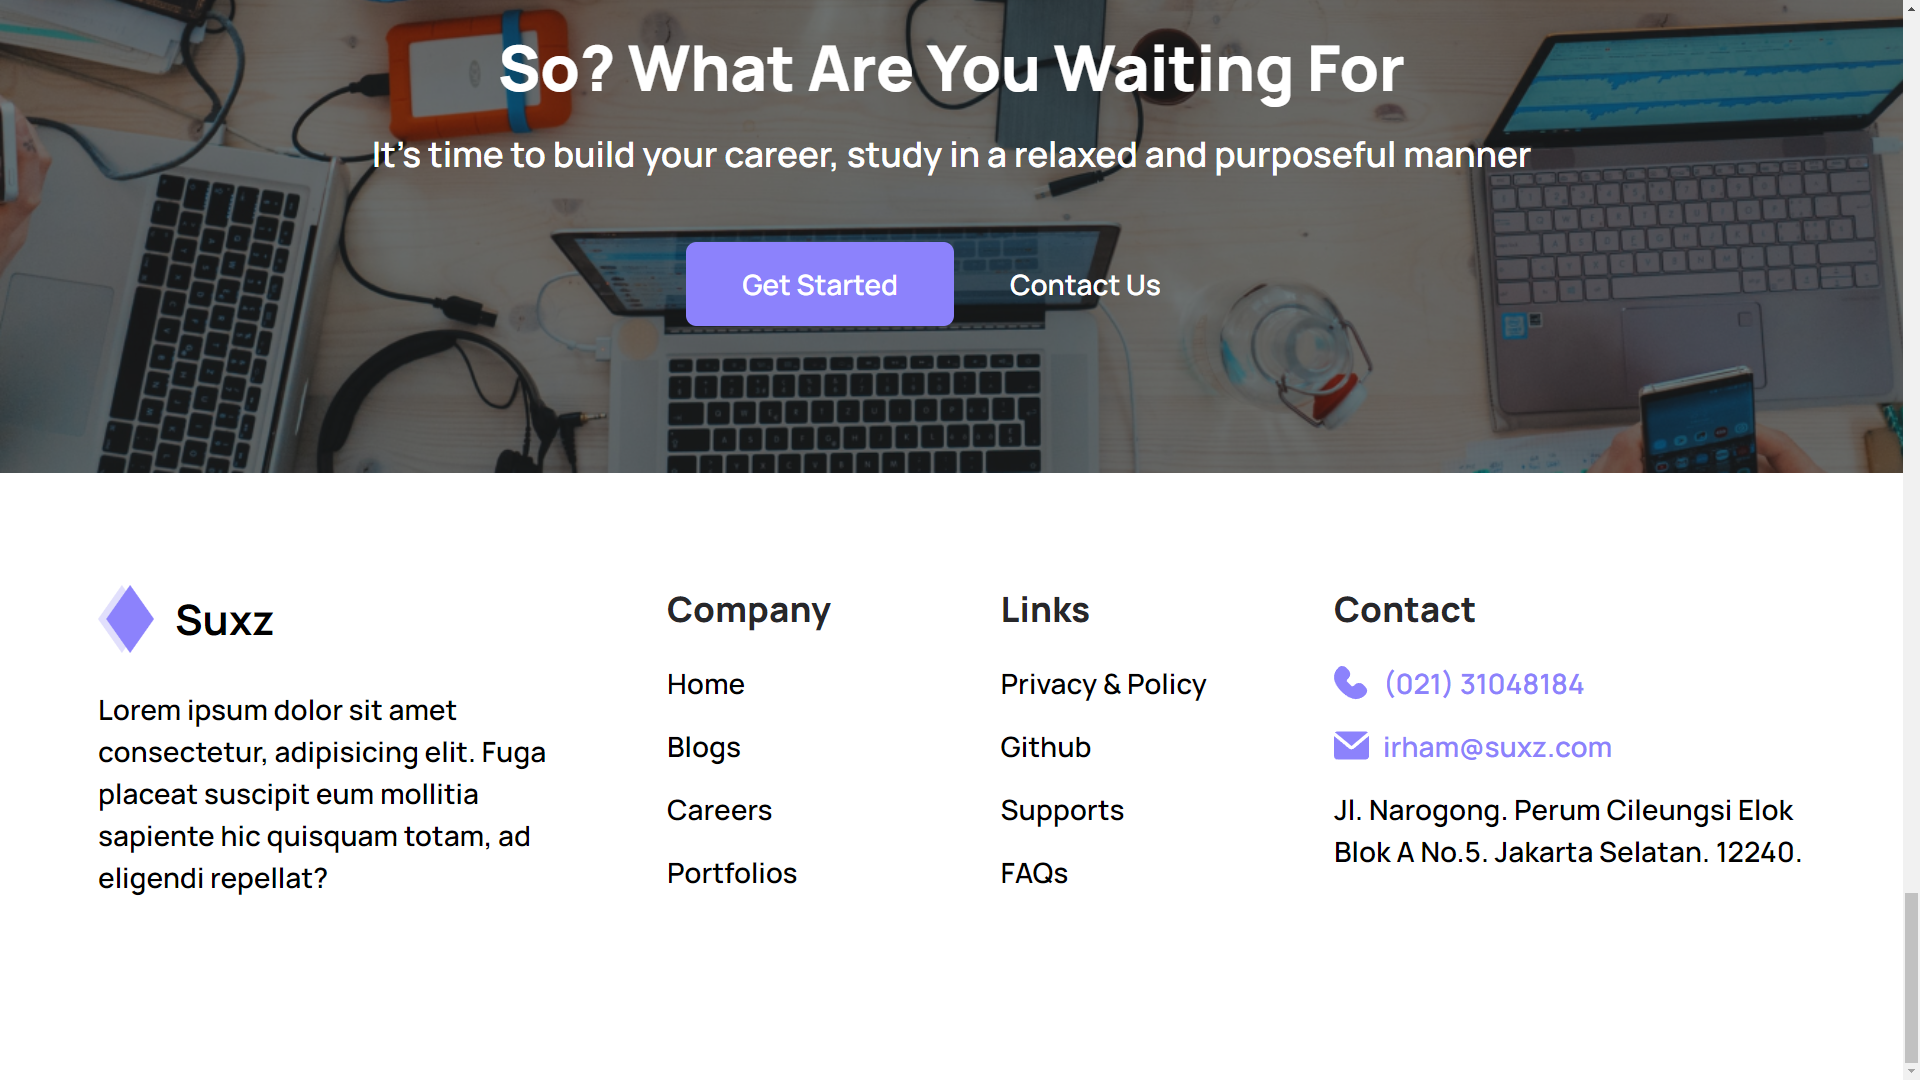 So? What Are You Waiting For
It's time to build your career, study in a relaxed and purposeful manner
Get Started
Contact Us
Suxz
Lorem ipsum dolor sit amet
consectetur, adipisicing elit. Fuga
placeat suscipit eum mollitia
sapiente hic quisquam totam, ad
eligendi repellat?
Company
Home
Blogs
Careers
Portfolios
Links
Privacy & Policy
Github
Supports
FAQs
Contact
(021) 31048184
irham@suxz.com
Jl. Narogong. Perum Cileungsi Elok
Blok A No.5. Jakarta Selatan. 12240.